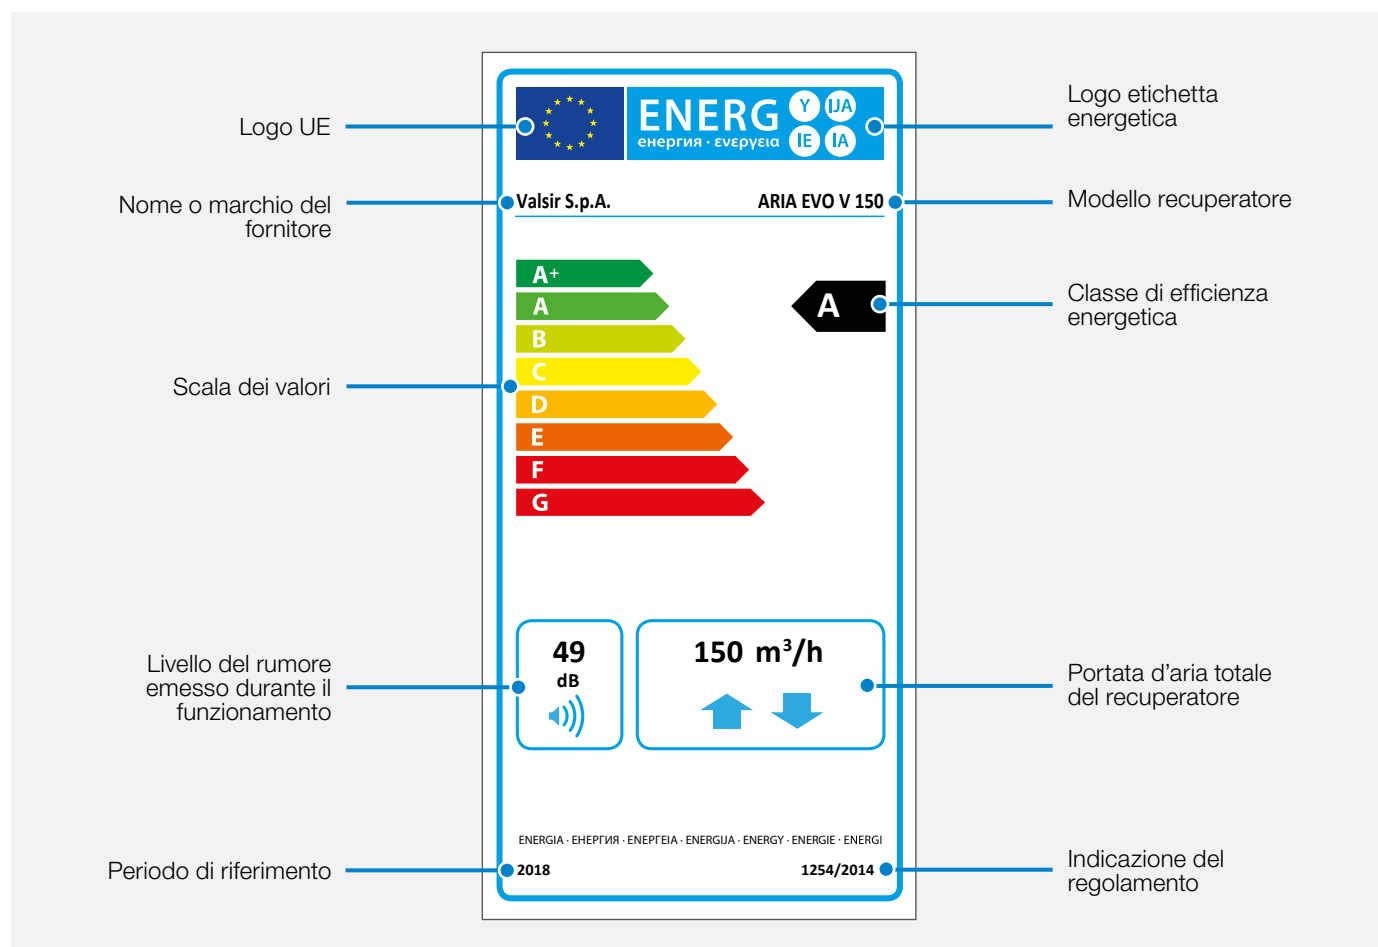 Logo UE
ENERG
Y IJA
IE IA
енергия · ενεργεια
Logo etichetta
energetica
Nome o marchio del
fornitore
Valsir S.p.A.
ARIA EVO V 150
Modello recuperatore
A+
A
B
C
D
E
F
G
A
Classe di efficienza
energetica
Scala dei valori
Livello del rumore
emesso durante il
funzionamento
49
dB
150 m³/h
Portata d'aria totale
del recuperatore
ENERGIA · ЕНЕРГИЯ · ΕΝΕΡΓΕΙΑ · ENERGIJA · ENERGY · ENERGIE · ENERGI
Periodo di riferimento
2018
1254/2014
Indicazione del
regolamento